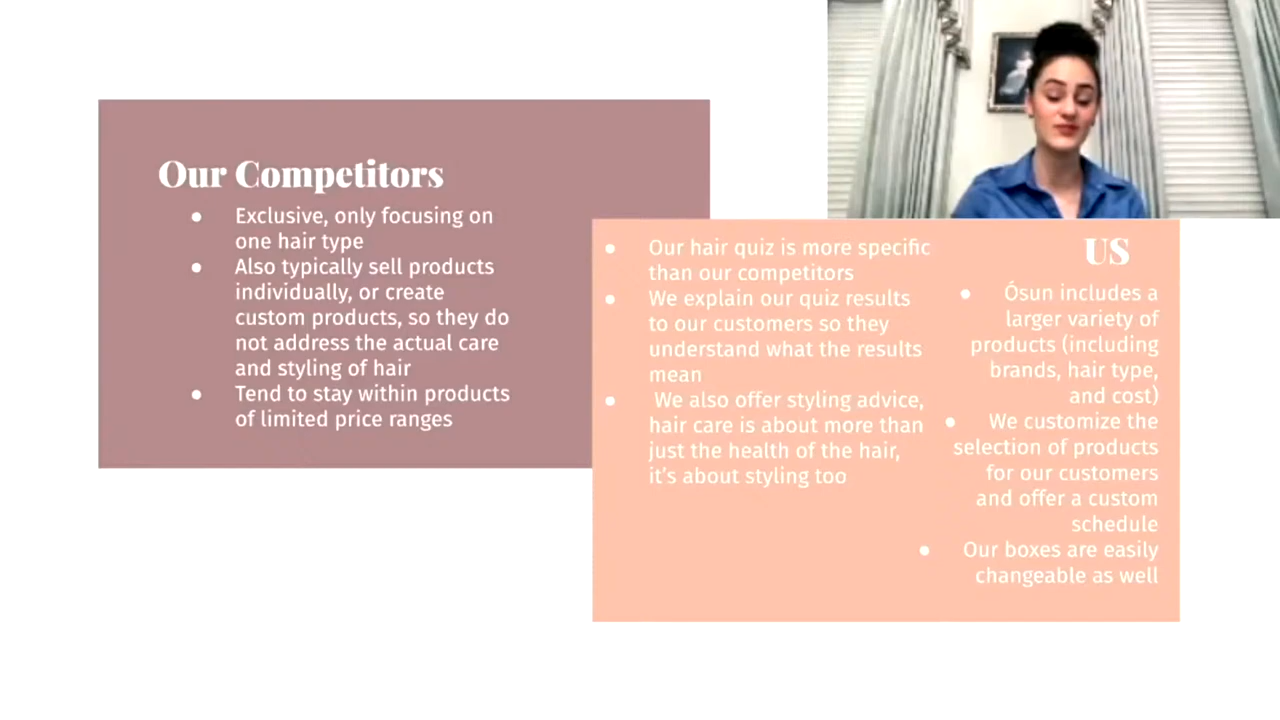 Our Competitors
● Exclusive, only focusing on
one hair type
● Also typically sell products
individually, or create
custom products, so they do
not address the actual care
and styling of hair
● Tend to stay within products
of limited price ranges
● Our hair quiz is more specific
than our competitors
● We explain our quiz results
to our customers so they
understand what the results
mean
● We also offer styling advice,
hair care is about more than
just the health of the hair,
it's about styling too
US
● Ósun includes a
larger variety of
products (including
brands, hair type,
and cost)
● We customize the
selection of products
for our customers
and offer a custom
schedule
● Our boxes are easily
changeable as well